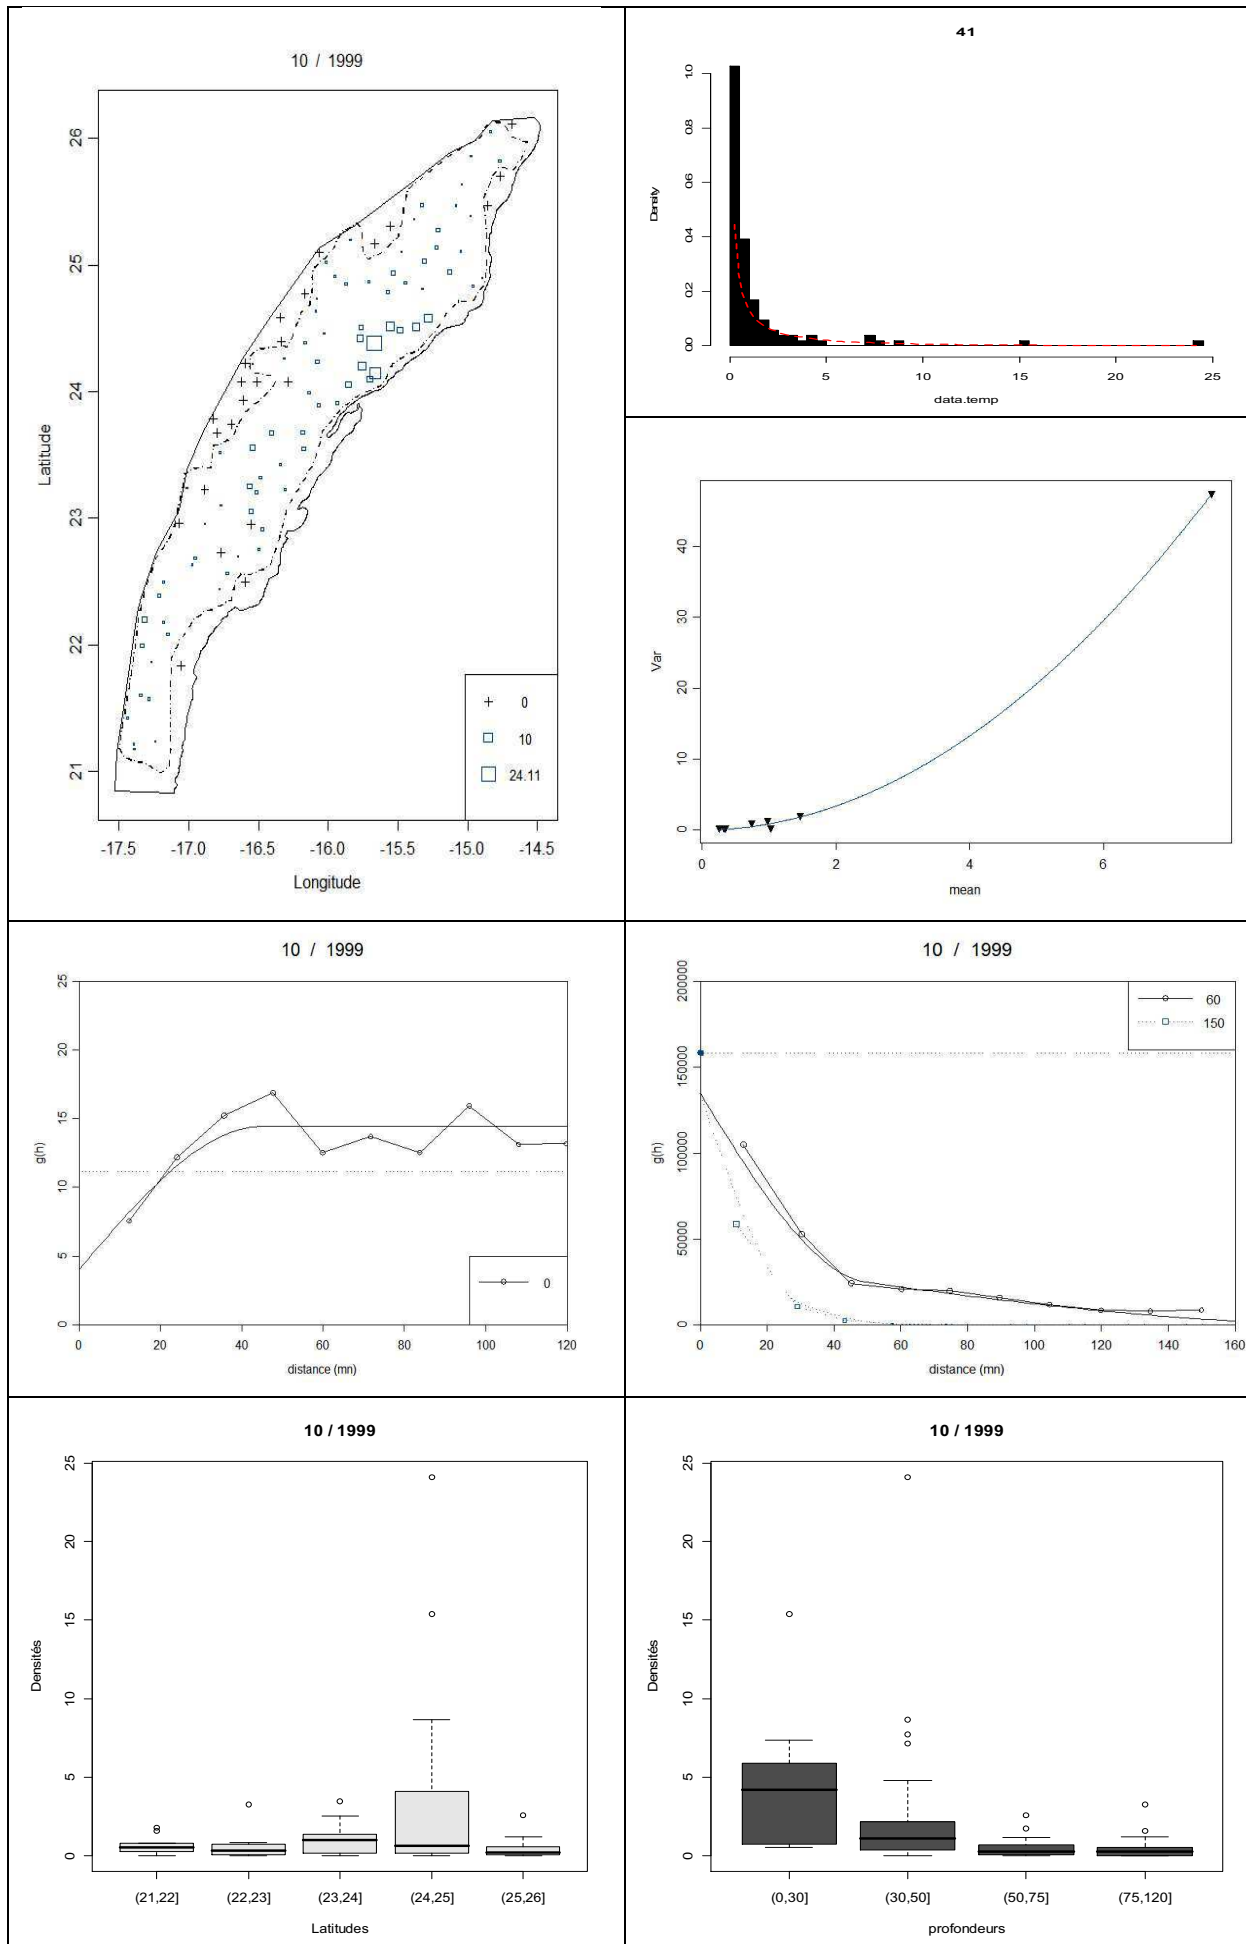 10 / 1999
Latitude
26
25
24
23
22
21
0
10
24.11
-17.5 -17.0 -16.5 -16.0 -15.5 -15.0 -14.5
Longitude
41
Density
1.0
0.8
0.6
0.4
0.2
0.0
0 5 10 15 20 25
data.temp
Var
40
30
20
10
0
0 2 4 6
mean
10 / 1999
g(h)
25
20
15
10
5
0
0
0 20 40 60 80 100 120
distance (mn)
10 / 1999
g(h)
200000
150000
100000
50000
0
60
150
0 20 40 60 80 100 120 140 160
distance (mn)
10 / 1999
Densités
25
20
15
10
5
0
(21,22] (22,23] (23,24] (24,25] (25,26]
Latitudes
10 / 1999
Densités
25
20
15
10
5
0
(0,30] (30,50] (50,75] (75,120]
profondeurs